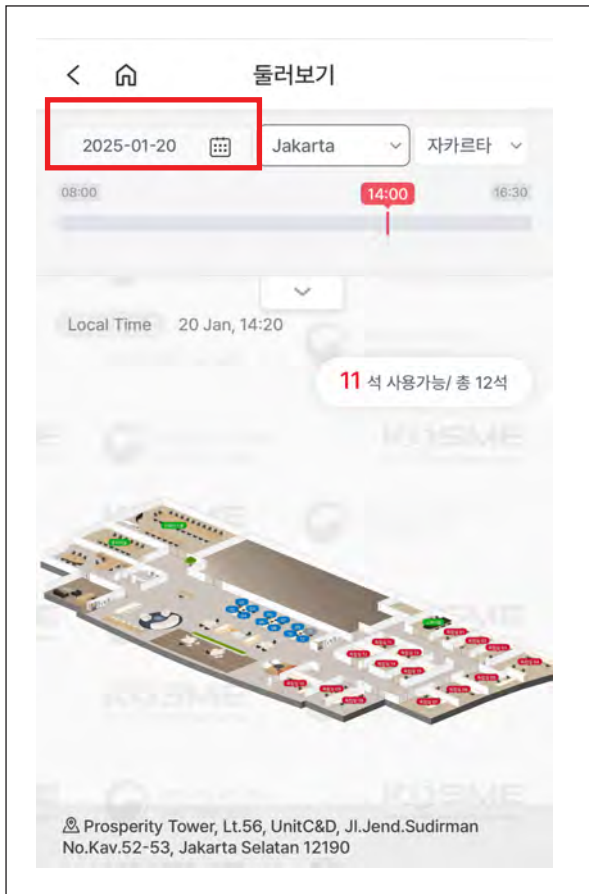 둘러보기
2025-01-20 Jakarta 자카르타
08:00 14:00 16:30
Local Time 20 Jan, 14:20
11 석 사용가능/ 총 12석
KOSME
KOSME
Prosperity Tower, Lt.56, UnitC&D, Jl.Jend.Sudirman
No.Kav.52-53, Jakarta Selatan 12190